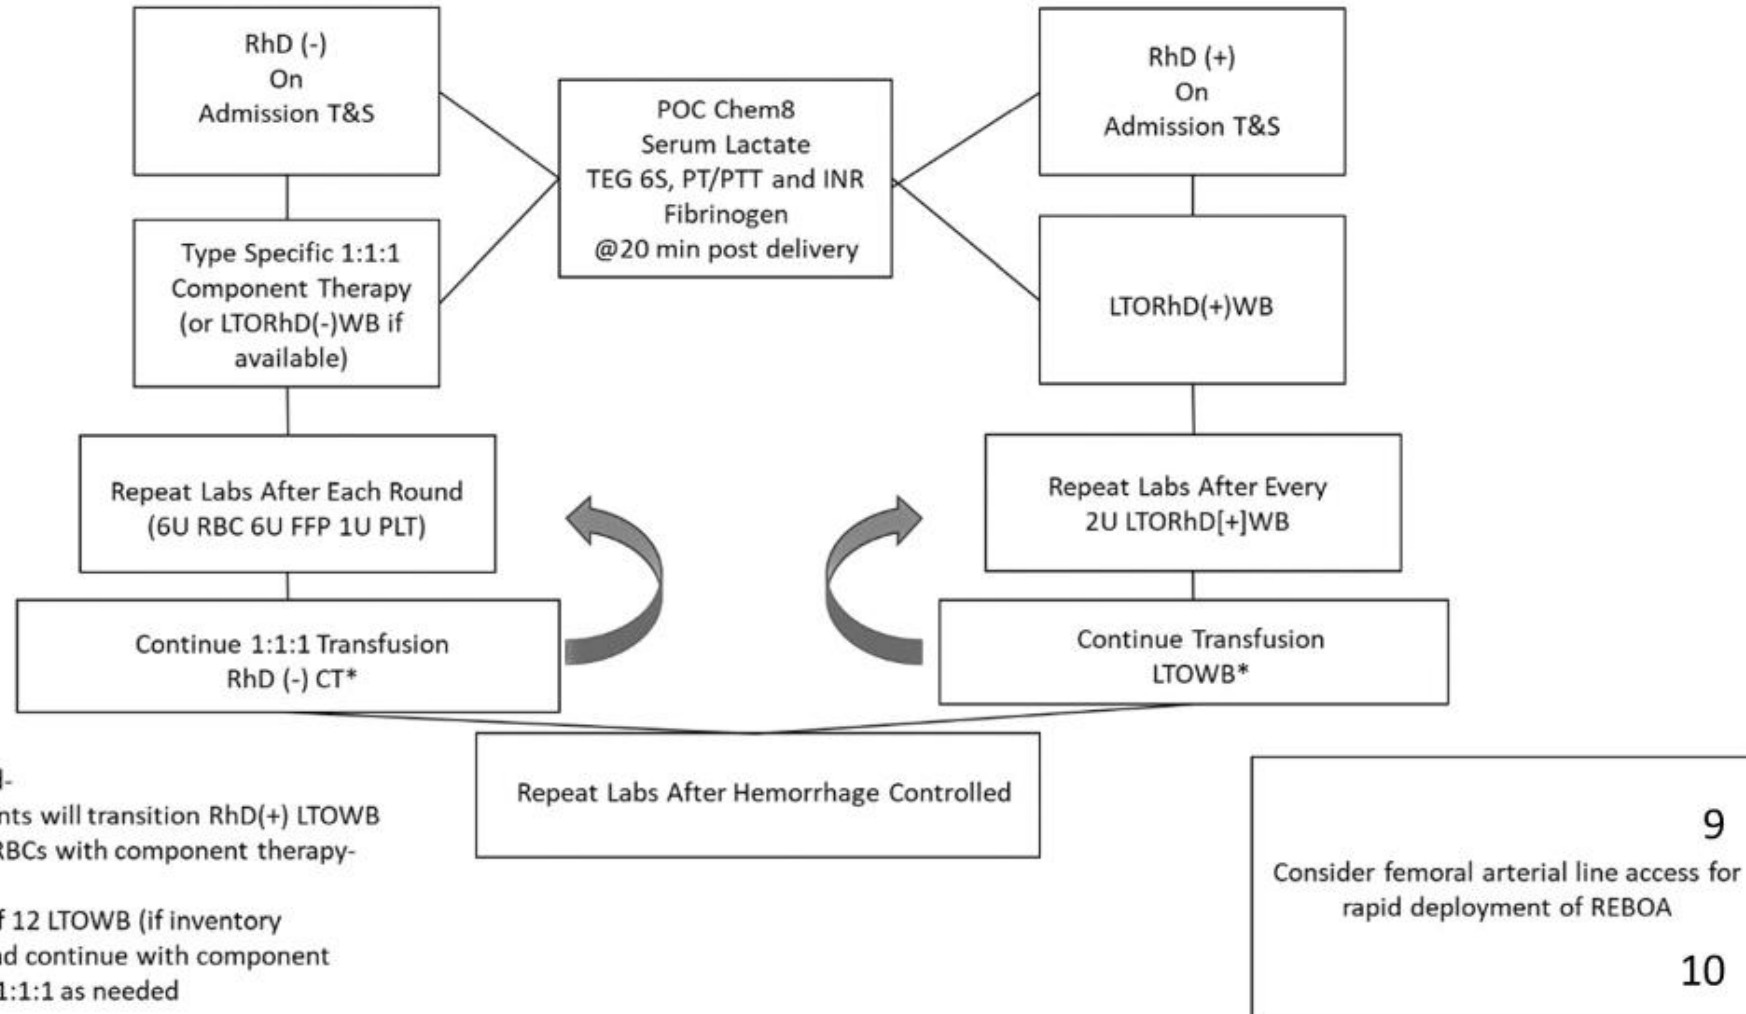 RhD (-)
On
Admission T&S
POC Chem8
Serum Lactate
TEG 6S, PT/PTT and INR
Fibrinogen
@20 min post delivery
RhD (+)
On
Admission T&S
Type Specific 1:1:1
Component Therapy
(or LTORhD(-)WB if
available)
LTORhD(+)WB
Repeat Labs After Each Round
(6U RBC 6U FFP 1U PLT)
Repeat Labs After Every
2U LTORhD[+]WB
Continue 1:1:1 Transfusion
RhD (-) CT*
Continue Transfusion
LTOWB*
Repeat Labs After Hemorrhage Controlled
will transition RhD(+) LTOWB
RBCs with component therapy-
12 LTOWB (if inventory
continue with component
1:1:1 as needed
9
Consider femoral arterial line access for
rapid deployment of REBOA
10